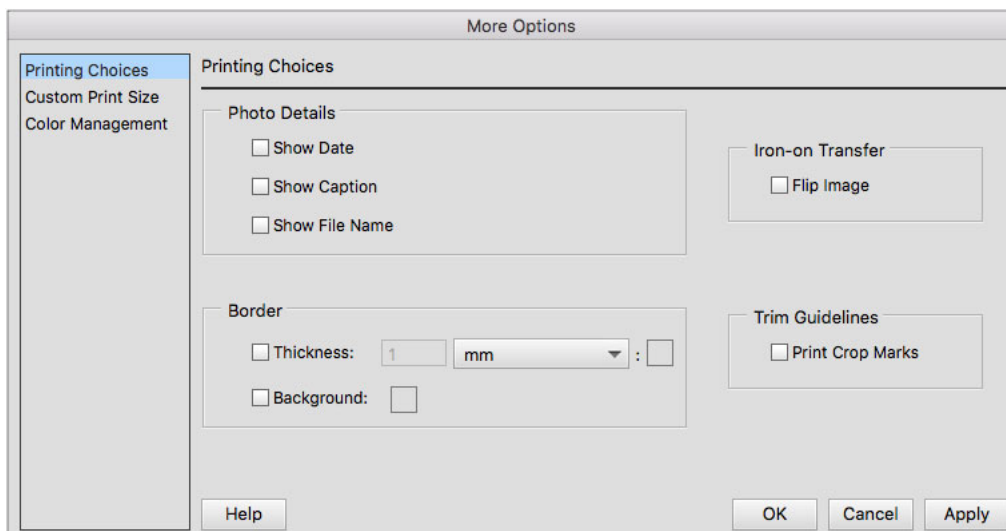 More Options
Printing Choices
Custom Print Size
Color Management
Printing Choices
Photo Details
Show Date
Show Caption
Show File Name
Iron-on Transfer
Flip Image
Border
Thickness: 1 mm :
Background:
Trim Guidelines
Print Crop Marks
Help OK Cancel Apply